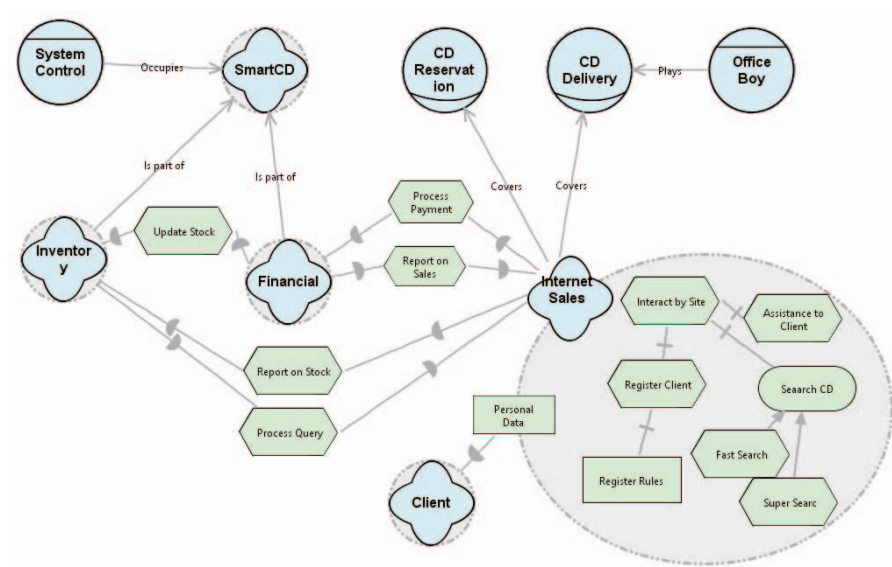 System
Control
Occupies
SmartCD
CD
Reservat
ion
CD
Delivery
Plays
Office
Boy
Is part of
Is part of
Covers
Covers
Process
Payment
Update Stock
Inventor
y
Financial
Report on
Sales
Internet
Sales
Interact by Site
Assistance to
Client
Report on Stock
Register Client
Seaarch CD
Personal
Data
Process Query
Fast Search
Register Rules
Client
Super Searc